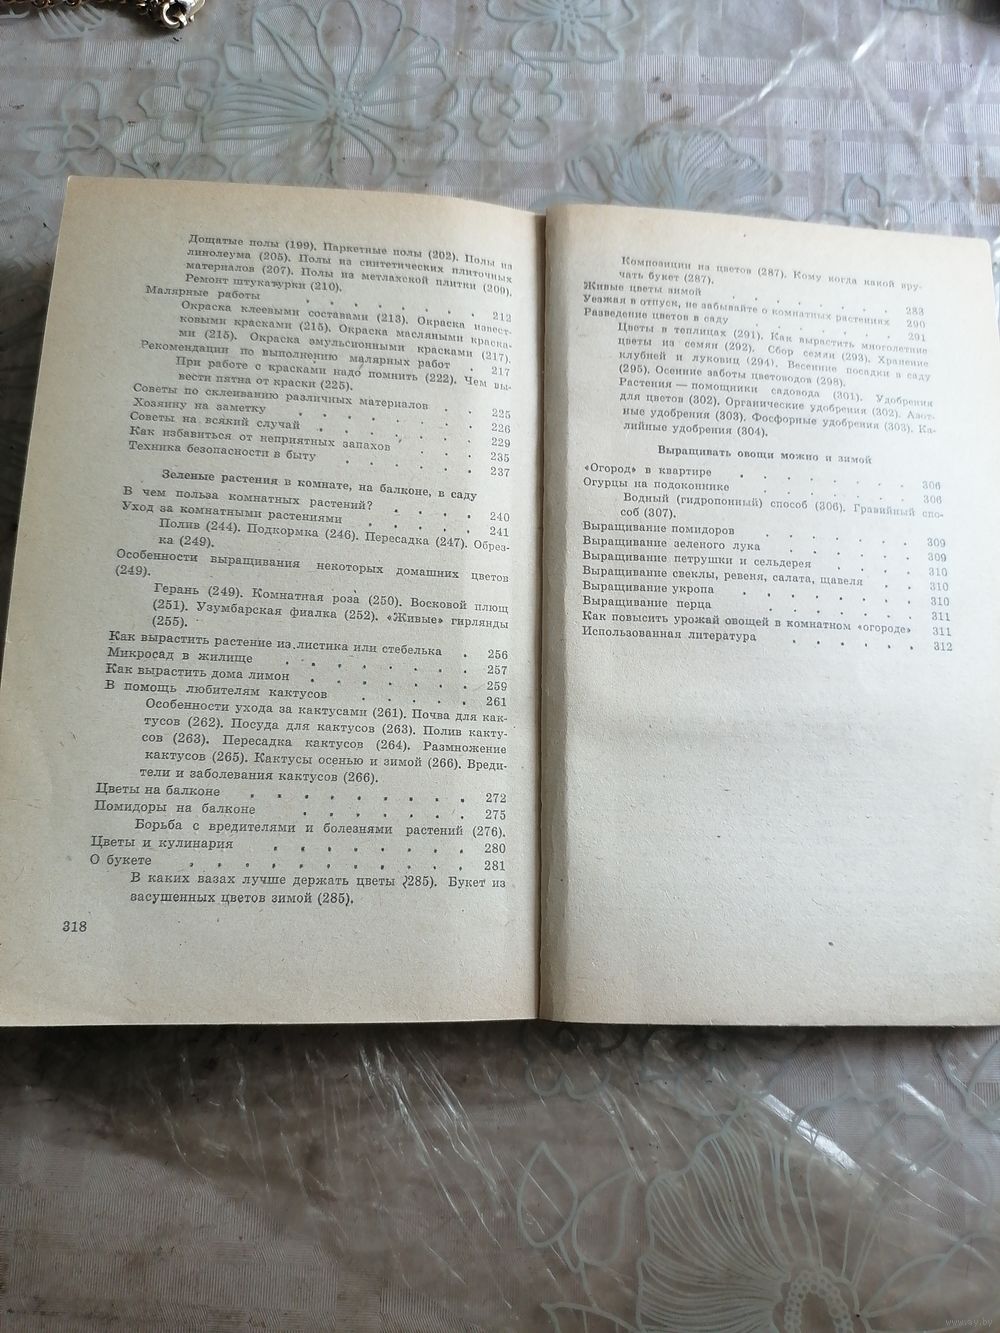 Дощатые полы (199). Паркетные полы (202). Полы из
линолеума (205). Полы из синтетических плиточных
материалов (207). Полы из метлахской плитки (209).
Ремонт штукатурки (210).
Малярные работы . . . . . . . 213
Окраска клеевыми составами (213). Окраска извест-
ковыми красками (215). Окраска масляными краска-
ми (215). Окраска эмульсионными красками (217).
Рекомендации по выполнению малярных работ . 217
При работе с красками надо помнить (222). Чем вы-
вести пятна от краски (225).
Советы по склеиванию различных материалов . . 225
Хозяину на заметку . . . . . . . 226
Советы на всякий случай . . . . . . 229
Как избавиться от неприятных запахов . . . 235
Техника безопасности в быту . . . . . 237
Зеленые растения в комнате, на балконе, в саду
В чем польза комнатных растений? . . . . 240
Уход за комнатными растениями . . . . . 241
Полив (244). Подкормка (246). Пересадка (247). Обрез-
ка (249).
Особенности выращивания некоторых домашних цветов
(249).
Герань (249). Комнатная роза (250). Восковой плющ
(251). Узумбарская фиалка (252). «Живые» гирлянды
(255).
Как вырастить растение из листика или стебелька . 256
Микросад в жилище . . . . . . . 257
Как вырастить дома лимон . . . . . . 259
В помощь любителям кактусов . . . . 261
Особенности ухода за кактусами (261). Почва для как-
тусов (262). Посуда для кактусов (263). Полив какту-
сов (263). Пересадка кактусов (264). Размножение
кактусов (265). Кактусы осенью и зимой (266). Вреди-
тели и заболевания кактусов (266).
Цветы на балконе . . . . . . . . . 272
Помидоры на балконе . . . . . . . 275
Борьба с вредителями и болезнями растений (276).
Цветы и кулинария . . . . . . . . 280
О букете . . . . . . . . . . . 281
В каких вазах лучше держать цветы (285). Букет из
засушенных цветов зимой (285).
318
Композиции из цветов (287). Кому когда какой вру-
чать букет (287).
Живые цветы зимой . . . . . . . 288
Уезжая в отпуск, не забывайте о комнатных растениях 290
Разведение цветов в саду . . . . . . 291
Цветы в теплицах (291). Как вырастить многолетние
цветы из семян (292). Сбор семян (293). Хранение
клубней и луковиц (294). Весенние посадки в саду
(295). Осенние заботы цветоводов (298).
Растения — помощники садовода (301). Удобрения
для цветов (302). Органические удобрения (302). Азот-
ные удобрения (303). Фосфорные удобрения (303). Ка-
лийные удобрения (304).
Выращивать овощи можно и зимой
«Огород» в квартире . . . . . . . . 306
Огурцы на подоконнике . . . . . . . 306
Водный (гидропонный) способ (306). Гравийный спо-
соб (307).
Выращивание помидоров . . . . . . . 309
Выращивание зеленого лука . . . . . . 309
Выращивание петрушки и сельдерея . . . . 310
Выращивание свеклы, ревеня, салата, щавеля . . 310
Выращивание укропа . . . . . . . . 310
Выращивание перца . . . . . . . . 311
Как повысить урожай овощей в комнатном «огороде» 311
Использованная литература . . . . . 312
www.ay.by